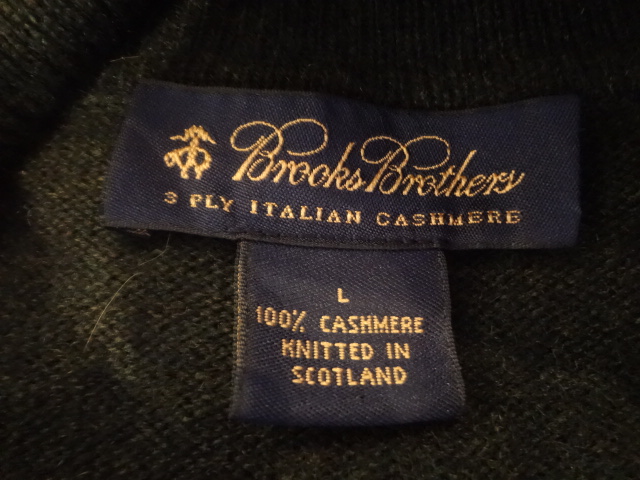 Brooks Brothers
3 PLY ITALIAN CASHMERE
L
100% CASHMERE
KNITTED IN
SCOTLAND